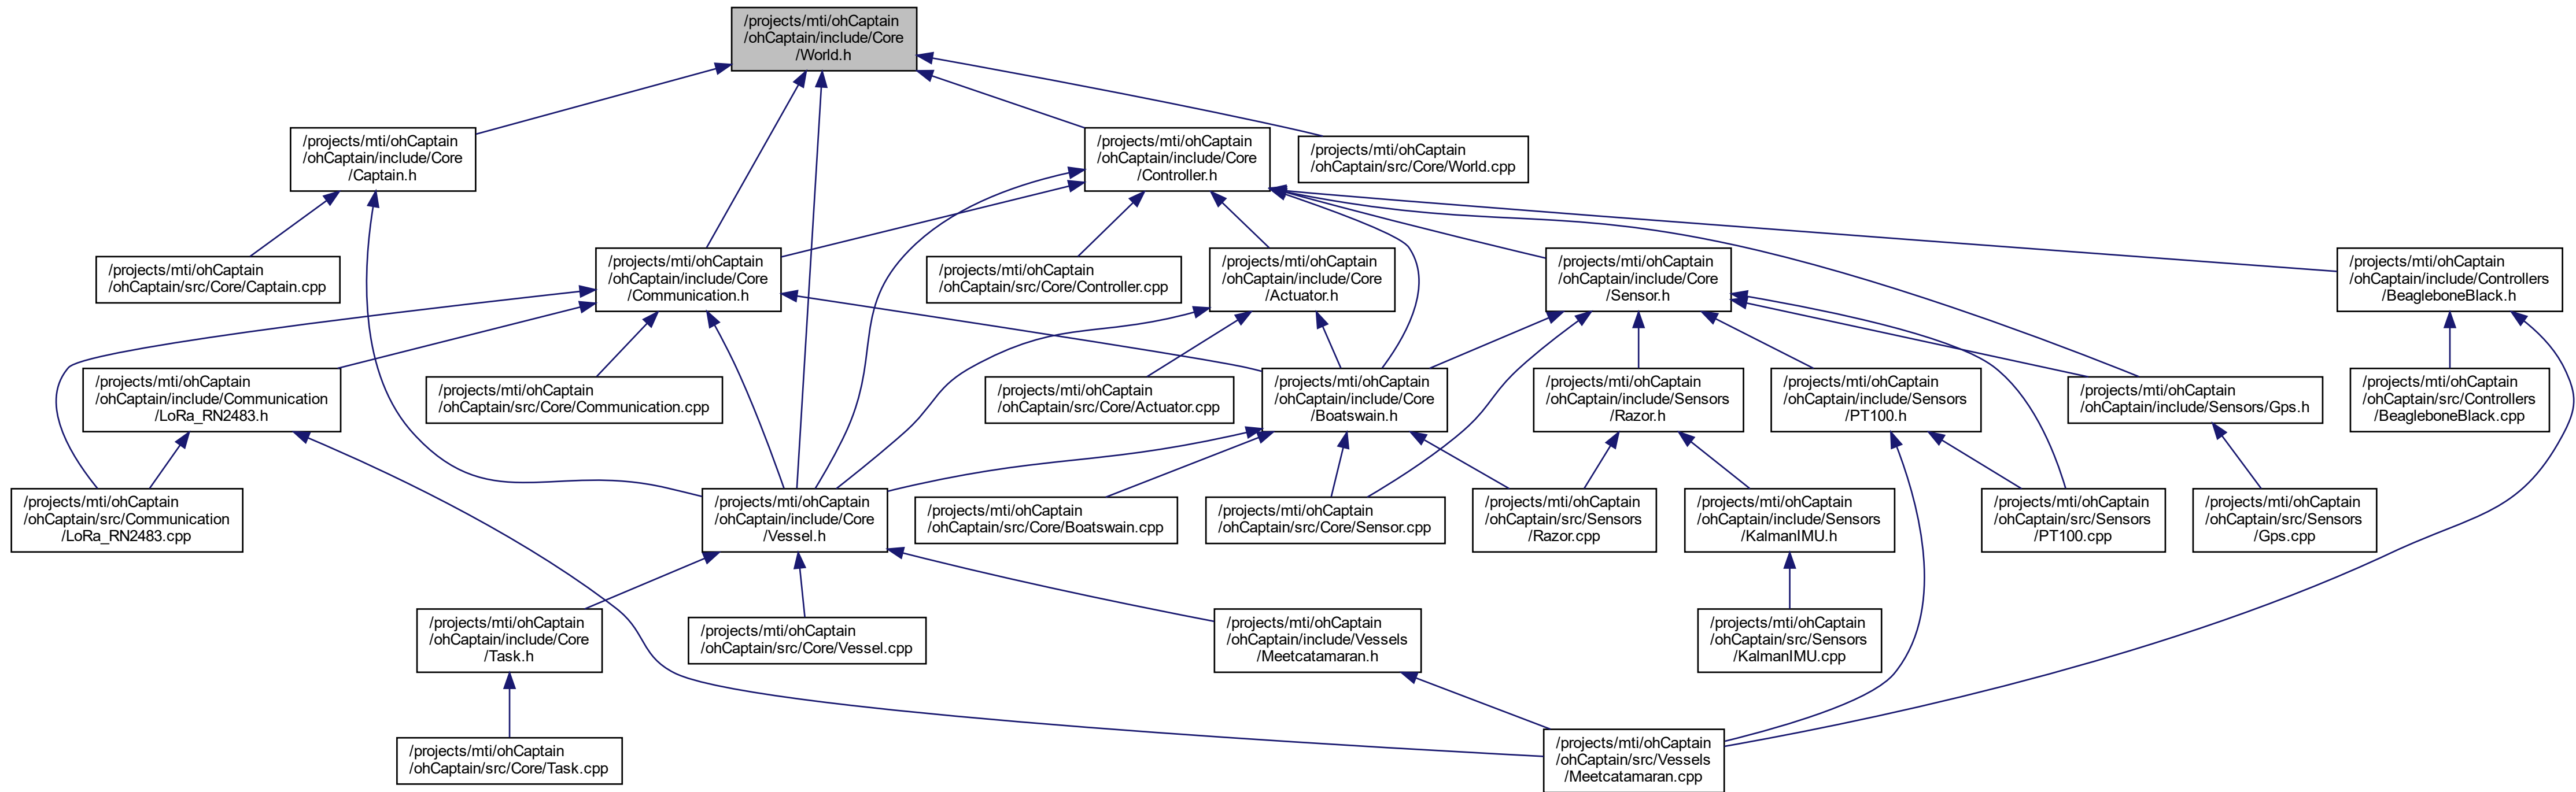 /projects/mti/ohCaptain
/ohCaptain/include/Core
/World.h
/projects/mti/ohCaptain
/ohCaptain/include/Core
/Captain.h
/projects/mti/ohCaptain
/ohCaptain/include/Core
/Controller.h
/projects/mti/ohCaptain
/ohCaptain/src/Core/World.cpp
/projects/mti/ohCaptain
/ohCaptain/src/Core/Captain.cpp
/projects/mti/ohCaptain
/ohCaptain/include/Core
/Communication.h
/projects/mti/ohCaptain
/ohCaptain/src/Core/Controller.cpp
/projects/mti/ohCaptain
/ohCaptain/include/Core
/Actuator.h
/projects/mti/ohCaptain
/ohCaptain/include/Core
/Sensor.h
/projects/mti/ohCaptain
/ohCaptain/include/Controllers
/BeagleboneBlack.h
/projects/mti/ohCaptain
/ohCaptain/include/Communication
/LoRa_RN2483.h
/projects/mti/ohCaptain
/ohCaptain/src/Core/Communication.cpp
/projects/mti/ohCaptain
/ohCaptain/src/Core/Actuator.cpp
/projects/mti/ohCaptain
/ohCaptain/include/Core
/Boatswain.h
/projects/mti/ohCaptain
/ohCaptain/include/Sensors
/Razor.h
/projects/mti/ohCaptain
/ohCaptain/include/Sensors
/PT100.h
/projects/mti/ohCaptain
/ohCaptain/include/Sensors/Gps.h
/projects/mti/ohCaptain
/ohCaptain/src/Controllers
/BeagleboneBlack.cpp
/projects/mti/ohCaptain
/ohCaptain/src/Communication
/LoRa_RN2483.cpp
/projects/mti/ohCaptain
/ohCaptain/include/Core
/Vessel.h
/projects/mti/ohCaptain
/ohCaptain/src/Core/Boatswain.cpp
/projects/mti/ohCaptain
/ohCaptain/src/Core/Sensor.cpp
/projects/mti/ohCaptain
/ohCaptain/src/Sensors
/Razor.cpp
/projects/mti/ohCaptain
/ohCaptain/include/Sensors
/KalmanIMU.h
/projects/mti/ohCaptain
/ohCaptain/src/Sensors
/PT100.cpp
/projects/mti/ohCaptain
/ohCaptain/src/Sensors
/Gps.cpp
/projects/mti/ohCaptain
/ohCaptain/include/Core
/Task.h
/projects/mti/ohCaptain
/ohCaptain/src/Core/Vessel.cpp
/projects/mti/ohCaptain
/ohCaptain/include/Vessels
/Meetcatamaran.h
/projects/mti/ohCaptain
/ohCaptain/src/Sensors
/KalmanIMU.cpp
/projects/mti/ohCaptain
/ohCaptain/src/Core/Task.cpp
/projects/mti/ohCaptain
/ohCaptain/src/Vessels
/Meetcatamaran.cpp